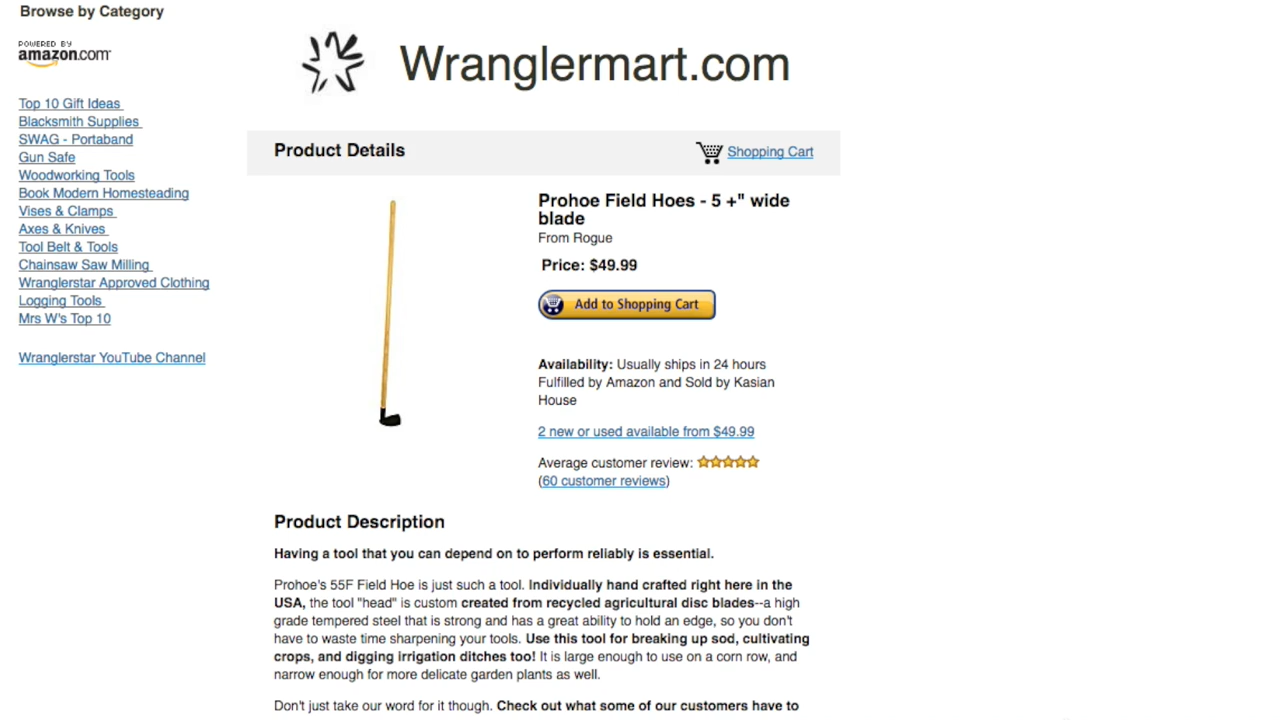 Browse by Category
POWERED BY
amazon.com
Top 10 Gift Ideas
Blacksmith Supplies
SWAG - Portaband
Gun Safe
Woodworking Tools
Book Modern Homesteading
Vises & Clamps
Axes & Knives
Tool Belt & Tools
Chainsaw Saw Milling
Wranglerstar Approved Clothing
Logging Tools
Mrs W's Top 10
Wranglerstar YouTube Channel
Wranglermart.com
Product Details
Shopping Cart
Prohoe Field Hoes - 5 +" wide
blade
From Rogue
Price: $49.99
Add to Shopping Cart
Availability: Usually ships in 24 hours
Fulfilled by Amazon and Sold by Kasian
House
2 new or used available from $49.99
Average customer review:
(60 customer reviews)
Product Description
Having a tool that you can depend on to perform reliably is essential.
Prohoe's 55F Field Hoe is just such a tool. Individually hand crafted right here in the
USA, the tool "head" is custom created from recycled agricultural disc blades--a high
grade tempered steel that is strong and has a great ability to hold an edge, so you don't
have to waste time sharpening your tools. Use this tool for breaking up sod, cultivating
crops, and digging irrigation ditches too! It is large enough to use on a corn row, and
narrow enough for more delicate garden plants as well.
Don't just take our word for it though. Check out what some of our customers have to